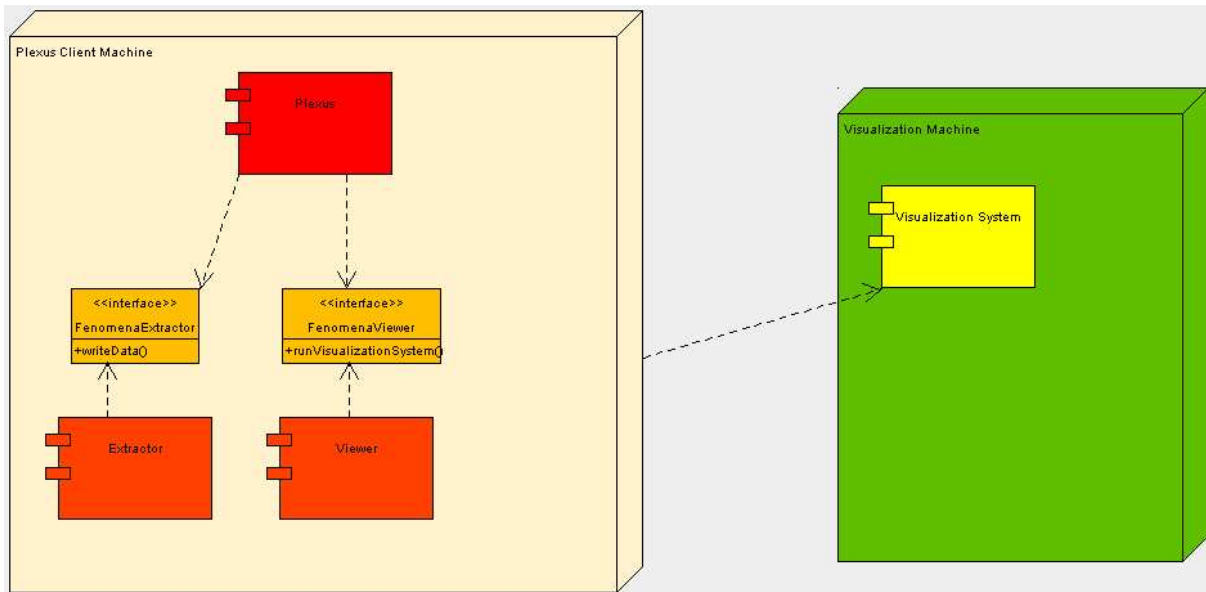 Plexus Client Machine
Plexus
<<interface>>
FenomenaExtractor
+writeData()
<<interface>>
FenomenaViewer
+runVisualizationSystem()
Extractor
Viewer
Visualization Machine
Visualization System